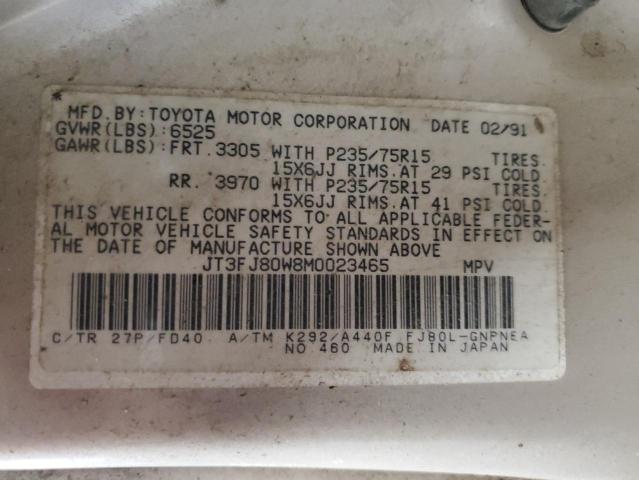 MFD.BY:TOYOTA MOTOR CORPORATION DATE 02/91
GVWR(LBS):6525
GAWR(LBS):FRT.3305 WITH P235/75R15 TIRES.
15X6JJ RIMS.AT 29 PSI COLD
RR. 3970 WITH P235/75R15 TIRES.
15X6JJ RIMS.AT 41 PSI COLD
THIS VEHICLE CONFORMS TO ALL APPLICABLE FEDER-
AL MOTOR VEHICLE SAFETY STANDARDS IN EFFECT ON
THE DATE OF MANUFACTURE SHOWN ABOVE
JT3FJ80W8M0023465 MPV
C/TR 27P/FD40 A/TM K292/A440F FJ80L-GNPNEA
NO.460 MADE IN JAPAN